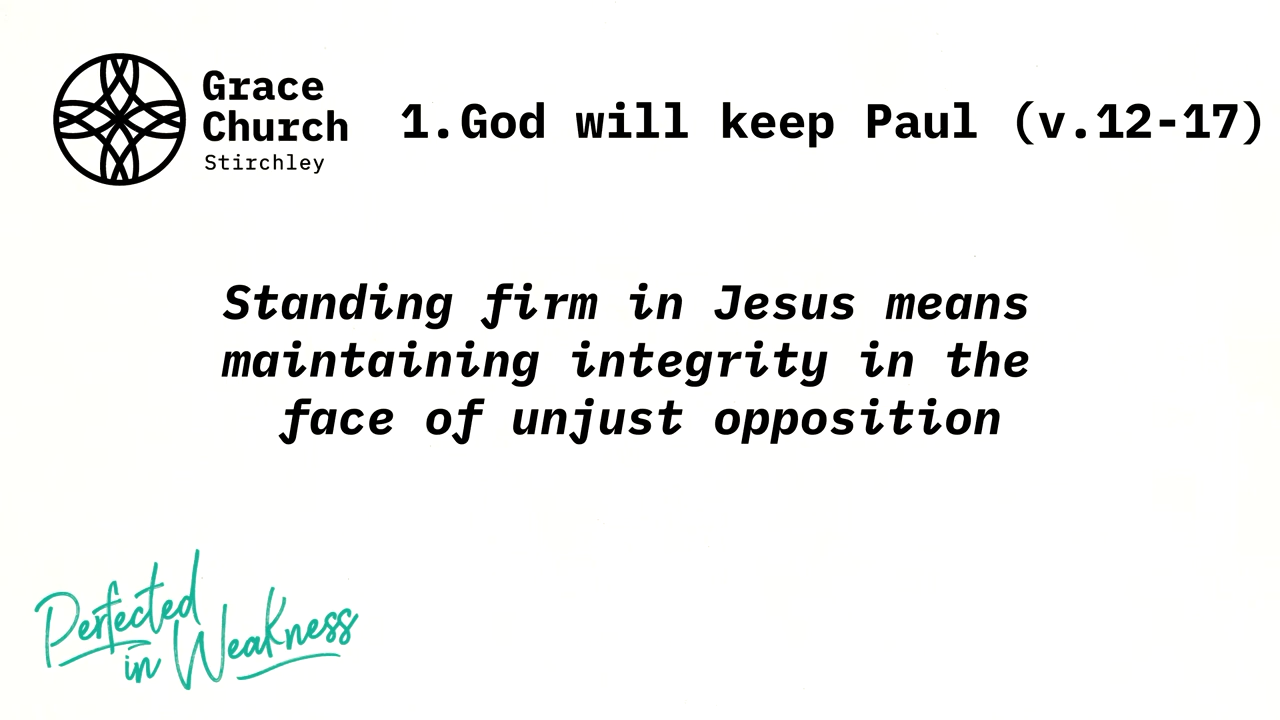 Grace
Church
Stirchley
1.God will keep Paul (v.12-17)
Standing firm in Jesus means
maintaining integrity in the
face of unjust opposition
Perfected
in Weakness